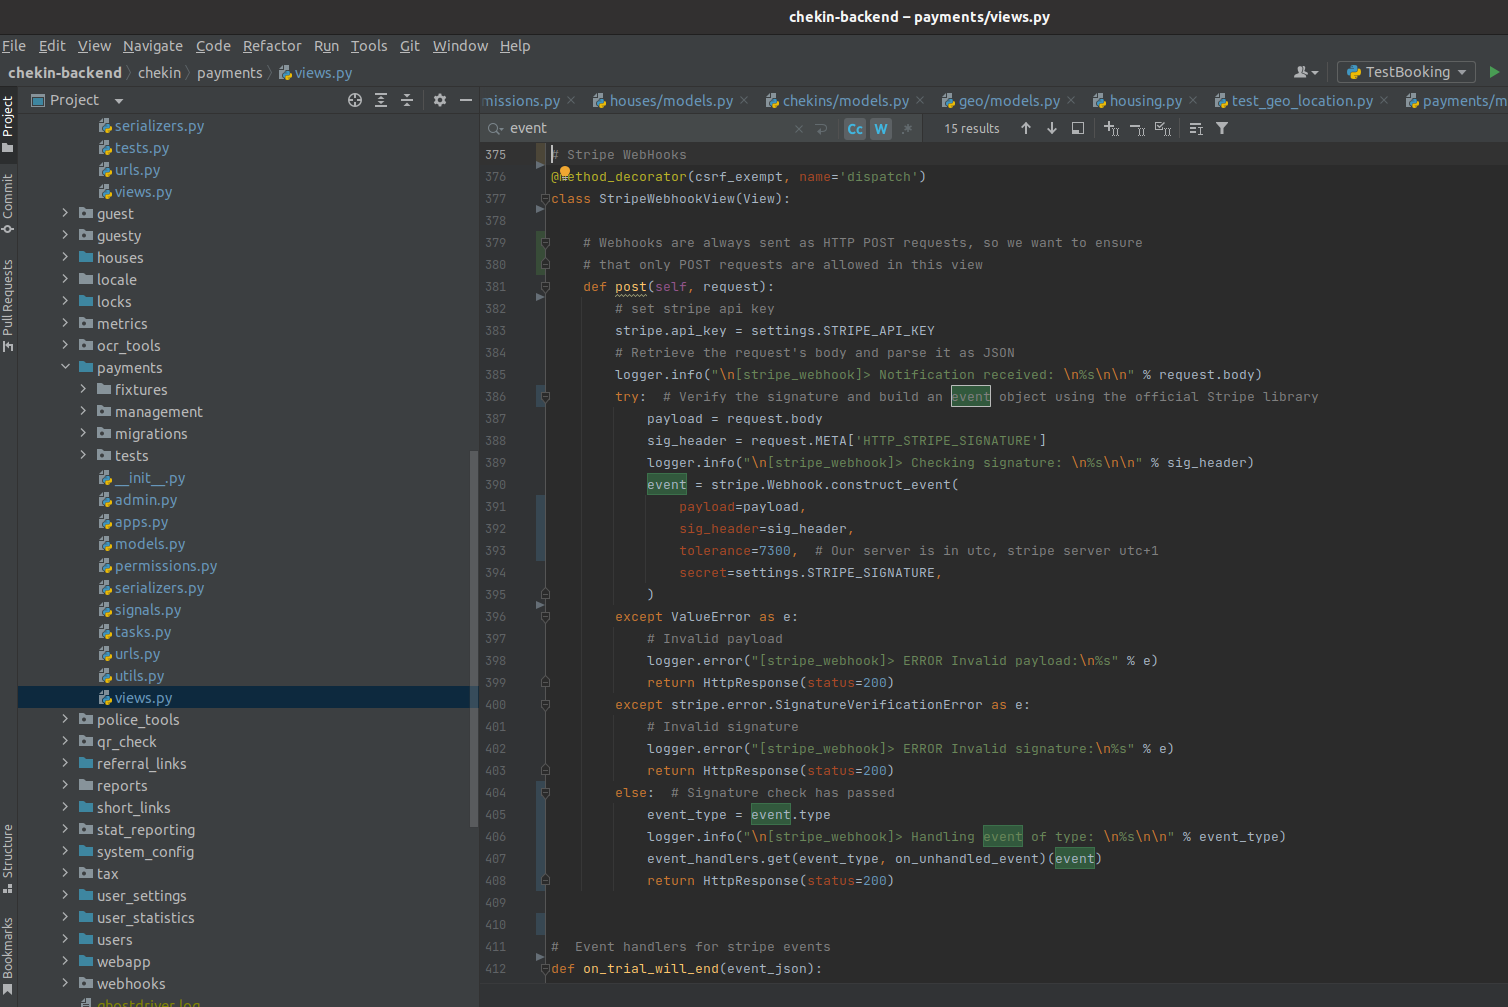 chekin-backend – payments/views.py
File Edit View Navigate Code Refactor Run Tools Git Window Help
chekin-backend chekin payments views.py
TestBooking
Project
missions.py houses/models.py chekins/models.py geo/models.py housing.py test_geo_location.py payments/m
event
Cc W .* 15 results
Project
Commit
Pull Requests
Structure
Bookmarks
serializers.py
tests.py
urls.py
views.py
guest
guesty
houses
locale
locks
metrics
ocr_tools
payments
fixtures
management
migrations
tests
__init__.py
admin.py
apps.py
models.py
permissions.py
serializers.py
signals.py
tasks.py
urls.py
utils.py
views.py
police_tools
qr_check
referral_links
reports
short_links
stat_reporting
system_config
tax
user_settings
user_statistics
users
webapp
webhooks
ghostdriver.log
375 # Stripe WebHooks
376 @method_decorator(csrf_exempt, name='dispatch')
377 class StripeWebhookView(View):
378
379 # Webhooks are always sent as HTTP POST requests, so we want to ensure
380 # that only POST requests are allowed in this view
381 def post(self, request):
382 # set stripe api key
383 stripe.api_key = settings.STRIPE_API_KEY
384 # Retrieve the request's body and parse it as JSON
385 logger.info("\n[stripe_webhook]> Notification received: \n%s\n\n" % request.body)
386 try:  # Verify the signature and build an event object using the official Stripe library
387 payload = request.body
388 sig_header = request.META['HTTP_STRIPE_SIGNATURE']
389 logger.info("\n[stripe_webhook]> Checking signature: \n%s\n\n" % sig_header)
390 event = stripe.Webhook.construct_event(
391 payload=payload,
392 sig_header=sig_header,
393 tolerance=7300,  # Our server is in utc, stripe server utc+1
394 secret=settings.STRIPE_SIGNATURE,
395 )
396 except ValueError as e:
397 # Invalid payload
398 logger.error("[stripe_webhook]> ERROR Invalid payload:\n%s" % e)
399 return HttpResponse(status=200)
400 except stripe.error.SignatureVerificationError as e:
401 # Invalid signature
402 logger.error("[stripe_webhook]> ERROR Invalid signature:\n%s" % e)
403 return HttpResponse(status=200)
404 else:  # Signature check has passed
405 event_type = event.type
406 logger.info("\n[stripe_webhook]> Handling event of type: \n%s\n\n" % event_type)
407 event_handlers.get(event_type, on_unhandled_event)(event)
408 return HttpResponse(status=200)
409
410
411 #  Event handlers for stripe events
412 def on_trial_will_end(event_json):